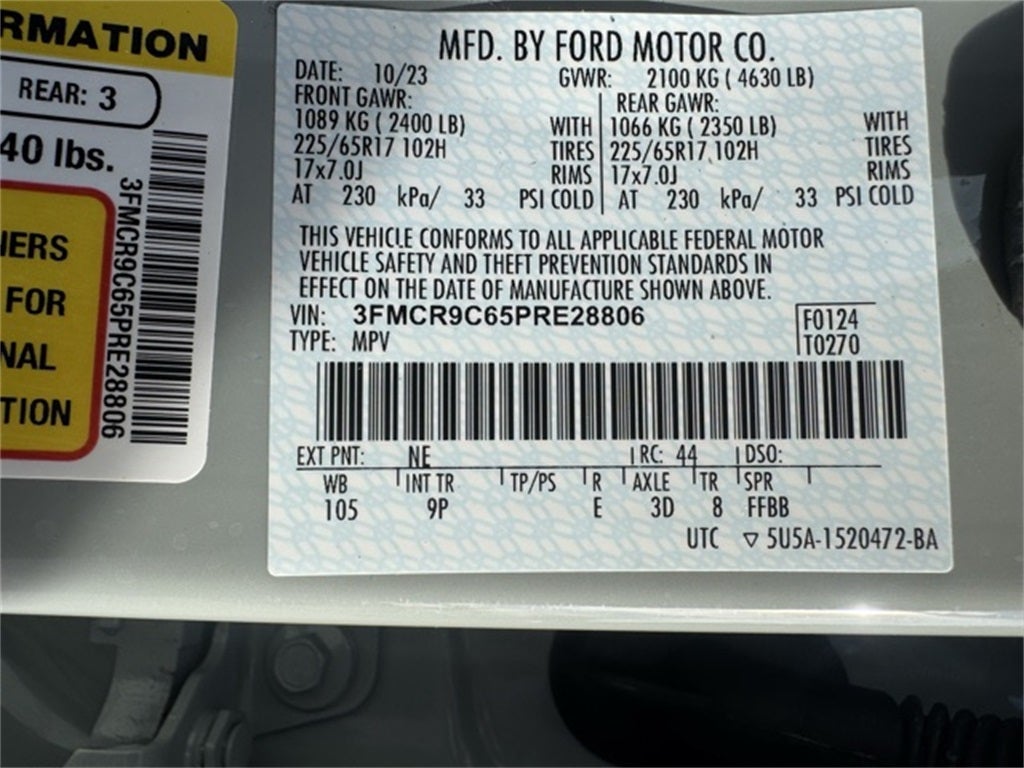 RMATION
REAR: 3
40 lbs.
NERS
FOR
NAL
TION
3FMCR9C65PRE28806
MFD. BY FORD MOTOR CO.
DATE: 10/23 GVWR: 2100 KG ( 4630 LB)
FRONT GAWR: REAR GAWR:
1089 KG ( 2400 LB) WITH 1066 KG ( 2350 LB) WITH
225/65R17 102H TIRES 225/65R17 102H TIRES
17x7.0J RIMS 17x7.0J RIMS
AT 230 kPa/ 33 PSI COLD AT 230 kPa/ 33 PSI COLD
THIS VEHICLE CONFORMS TO ALL APPLICABLE FEDERAL MOTOR
VEHICLE SAFETY AND THEFT PREVENTION STANDARDS IN
EFFECT ON THE DATE OF MANUFACTURE SHOWN ABOVE.
VIN: 3FMCR9C65PRE28806 F0124
TYPE: MPV T0270
EXT PNT: NE RC: 44 DSO:
WB INT TR TP/PS R AXLE TR SPR
105 9P E 3D 8 FFBB
UTC ▽ 5U5A-1520472-BA